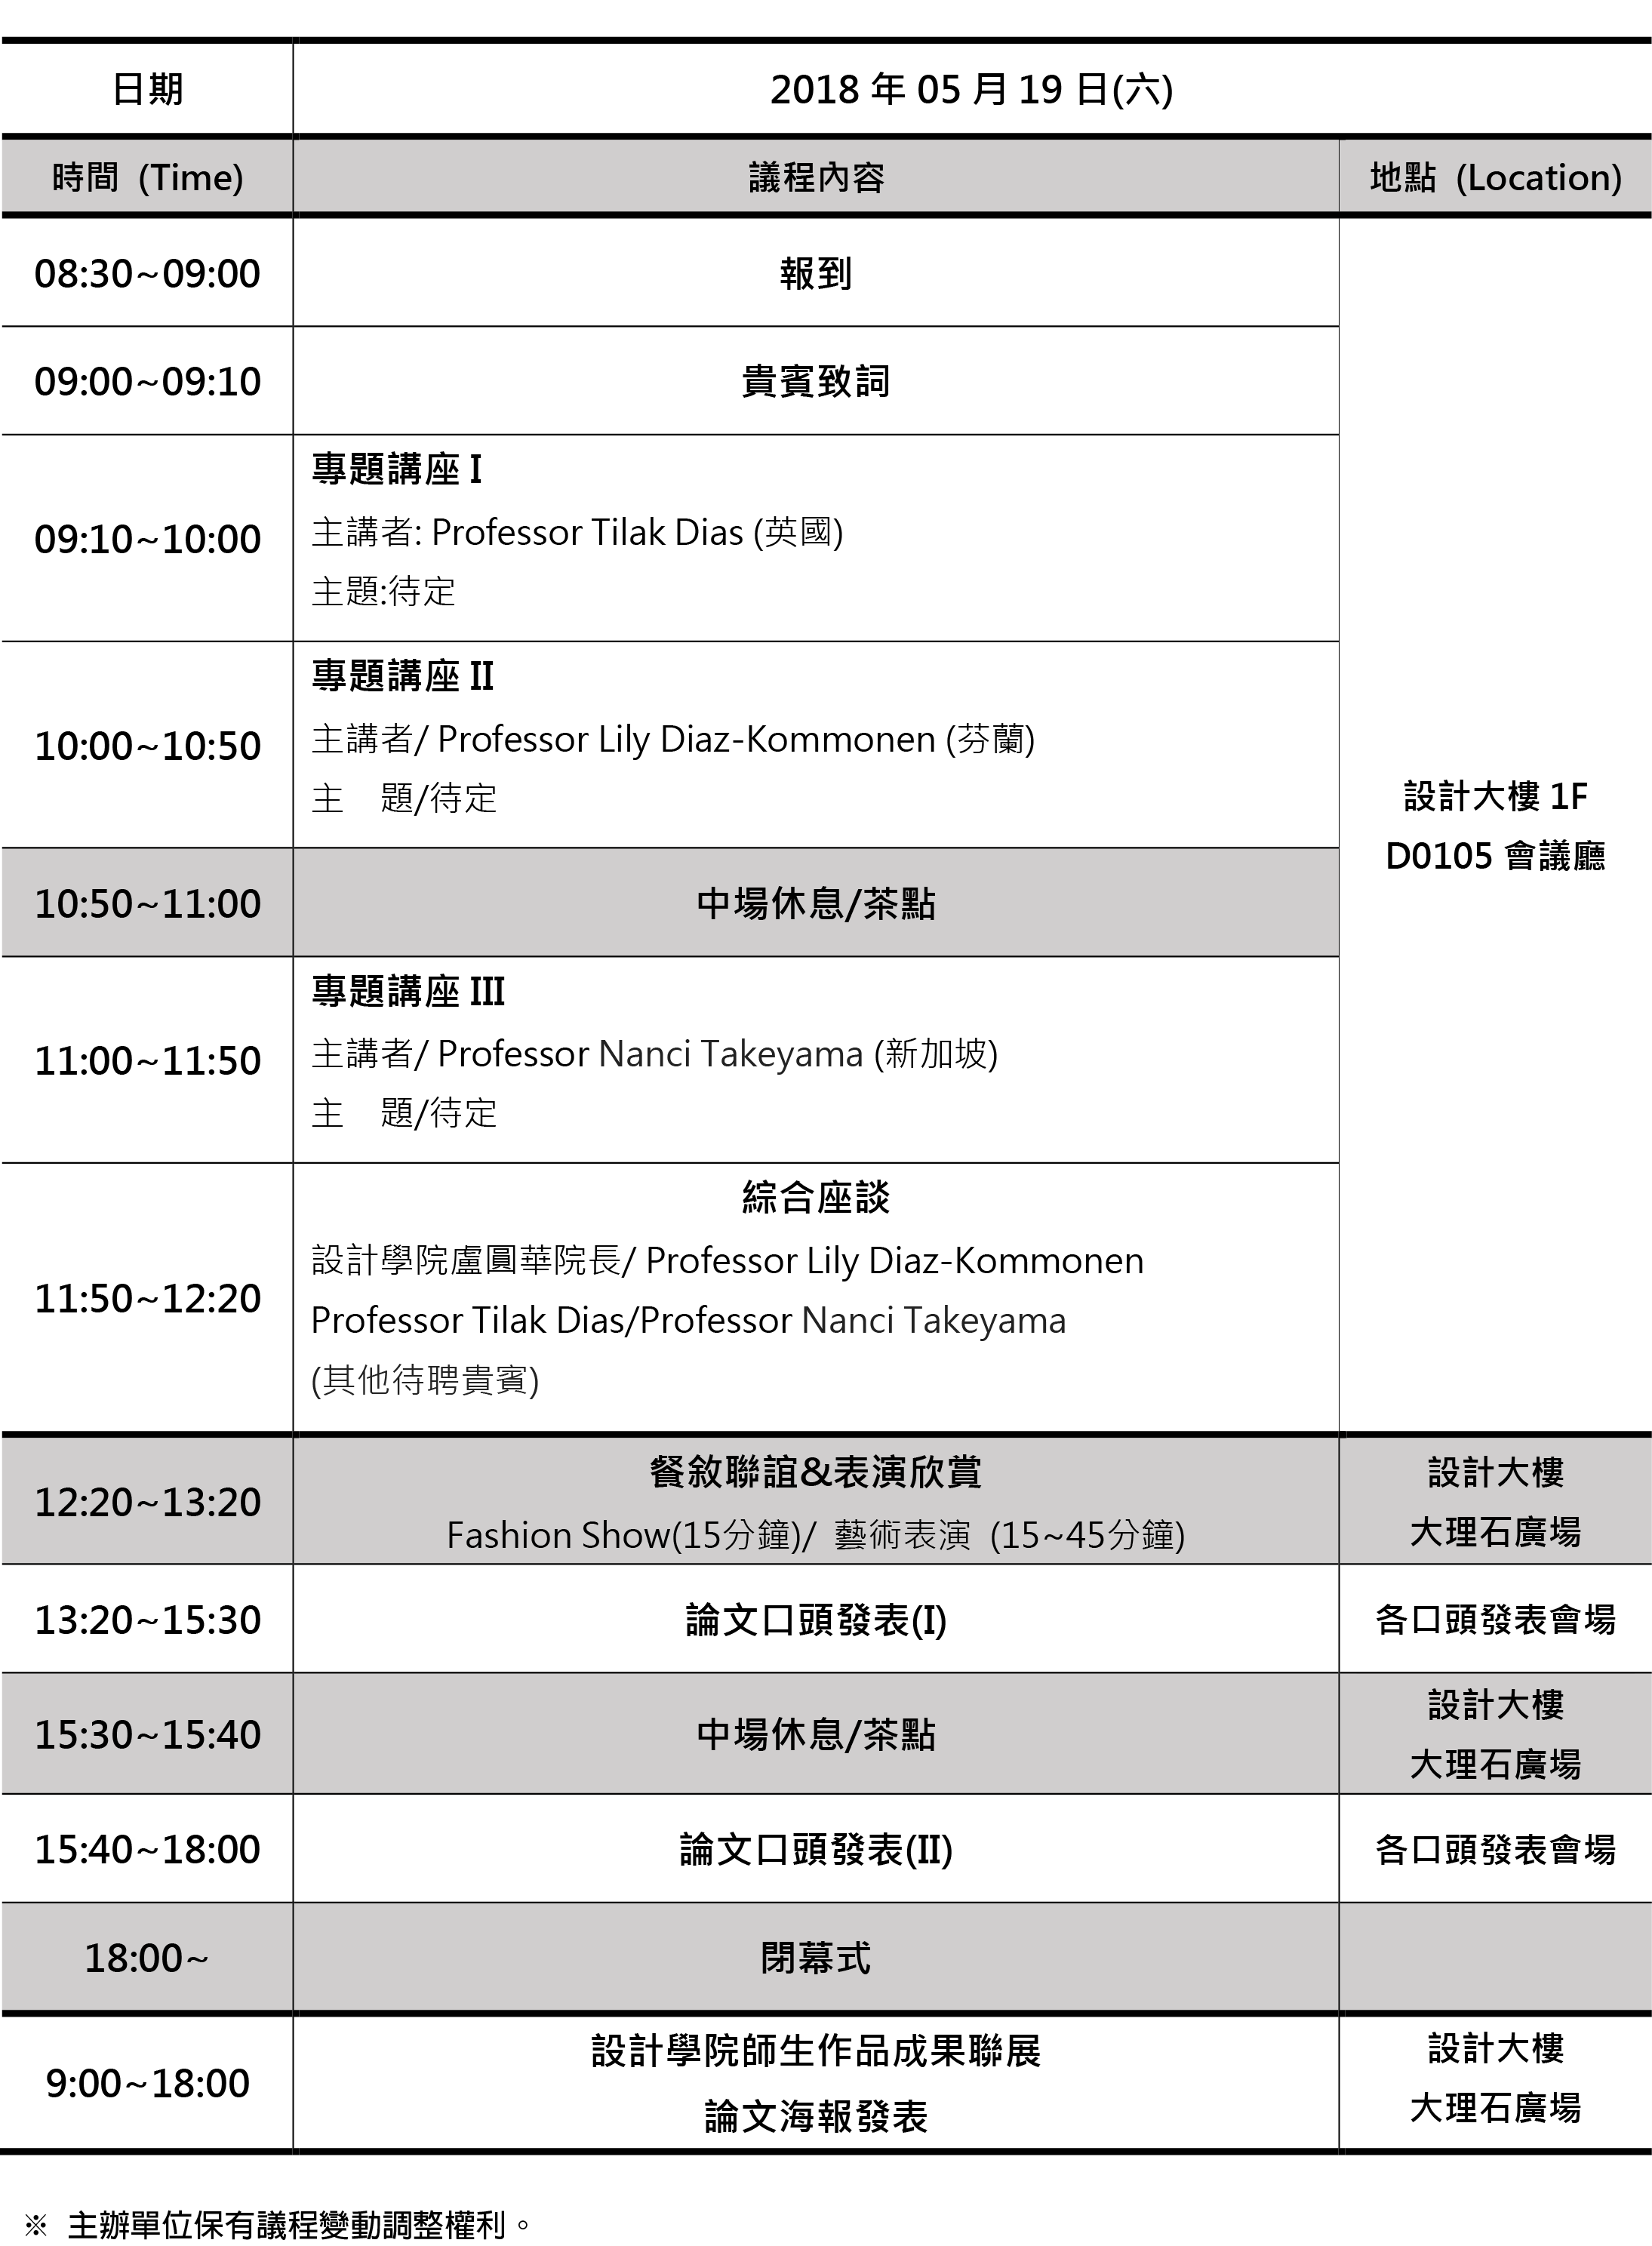 日期
2018 年 05 月 19 日(六)
時間 (Time)
議程內容
地點 (Location)
08:30~09:00
報到
09:00~09:10
貴賓致詞
09:10~10:00
專題講座 I
主講者: Professor Tilak Dias (英國)
主題:待定
10:00~10:50
專題講座 II
主講者/ Professor Lily Diaz-Kommonen (芬蘭)
主　題/待定
設計大樓 1F
D0105 會議廳
10:50~11:00
中場休息/茶點
11:00~11:50
專題講座 III
主講者/ Professor Nanci Takeyama (新加坡)
主　題/待定
11:50~12:20
綜合座談
設計學院盧圓華院長/ Professor Lily Diaz-Kommonen
Professor Tilak Dias/Professor Nanci Takeyama
(其他待聘貴賓)
12:20~13:20
餐敘聯誼&表演欣賞
Fashion Show(15分鐘)/ 藝術表演 (15~45分鐘)
設計大樓
大理石廣場
13:20~15:30
論文口頭發表(I)
各口頭發表會場
15:30~15:40
中場休息/茶點
設計大樓
大理石廣場
15:40~18:00
論文口頭發表(II)
各口頭發表會場
18:00~
閉幕式
9:00~18:00
設計學院師生作品成果聯展
論文海報發表
設計大樓
大理石廣場
※ 主辦單位保有議程變動調整權利。